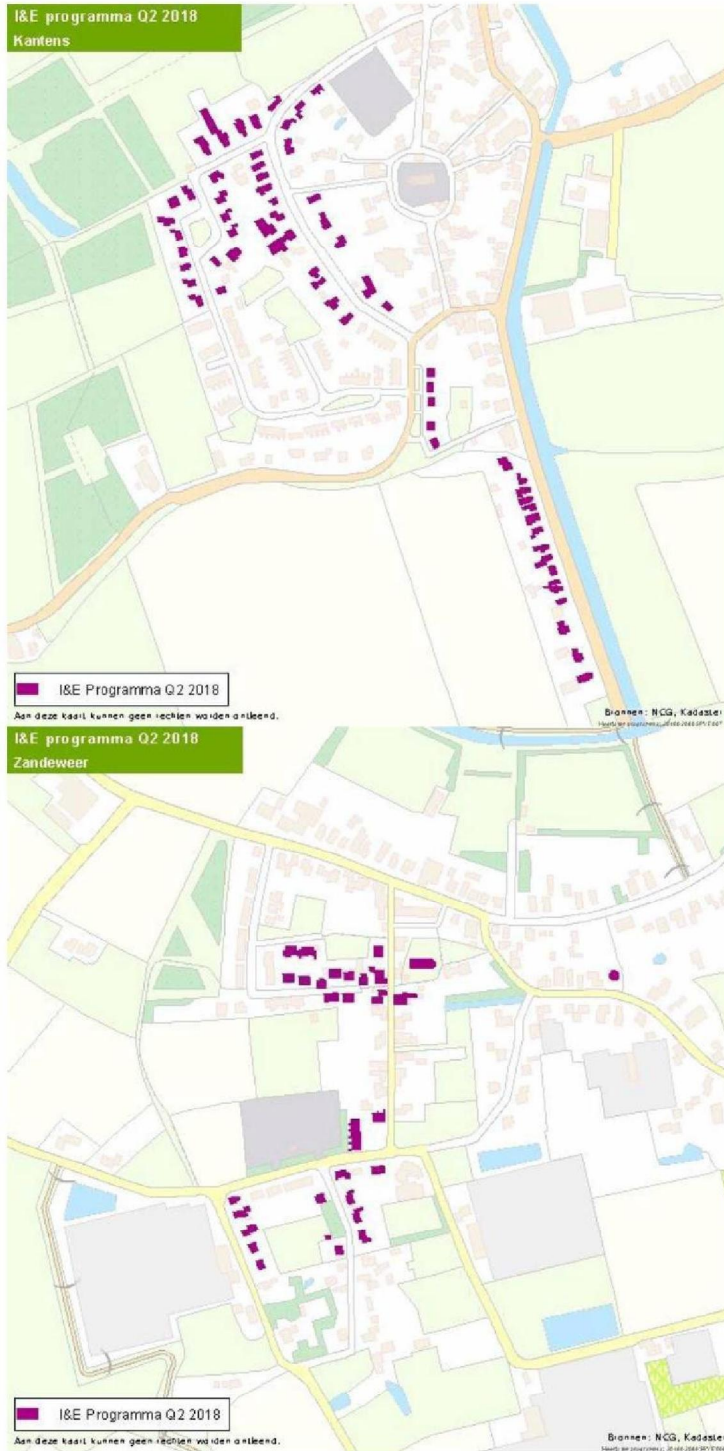 I&E programma Q2 2018
Kantens
I&E Programma Q2 2018
Aan deze kaart kunnen geen rechten worden ontleend.
Bronnen: NCG, Kadaster
I&E programma Q2 2018
Zandeweer
I&E Programma Q2 2018
Aan deze kaart kunnen geen rechten worden ontleend.
Bronnen: NCG, Kadaster